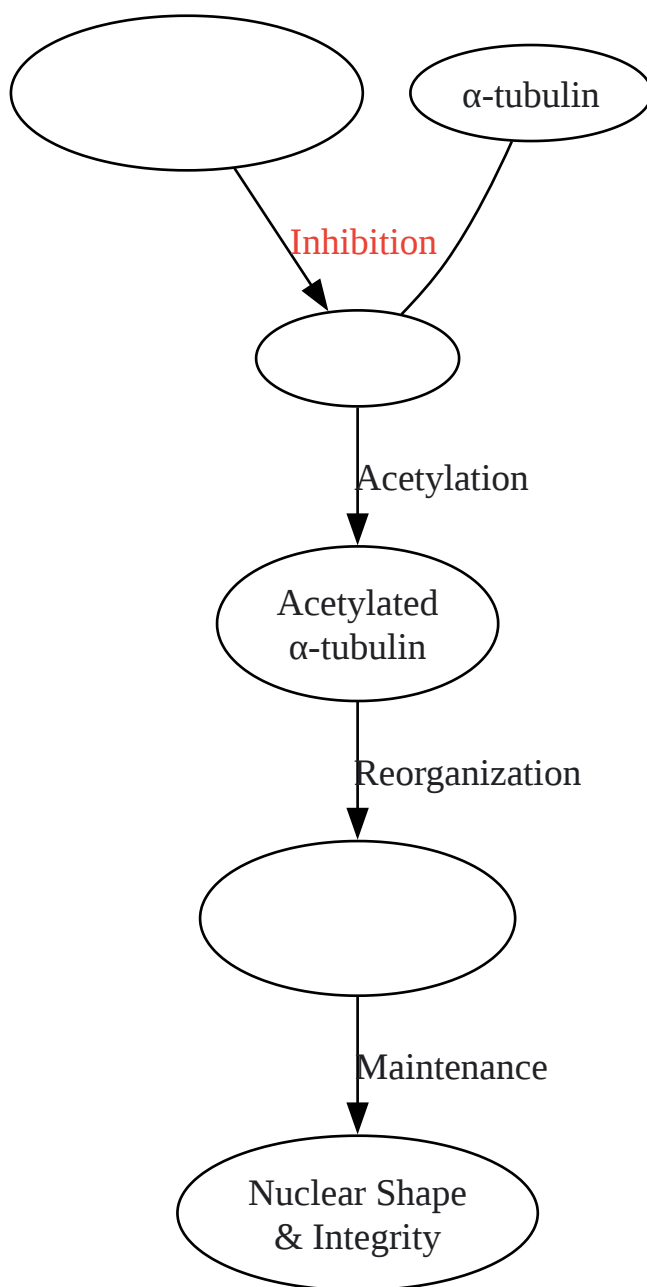 α-tubulin
Inhibition
Acetylation
Acetylated
α-tubulin
Reorganization
Maintenance
Nuclear Shape
& Integrity